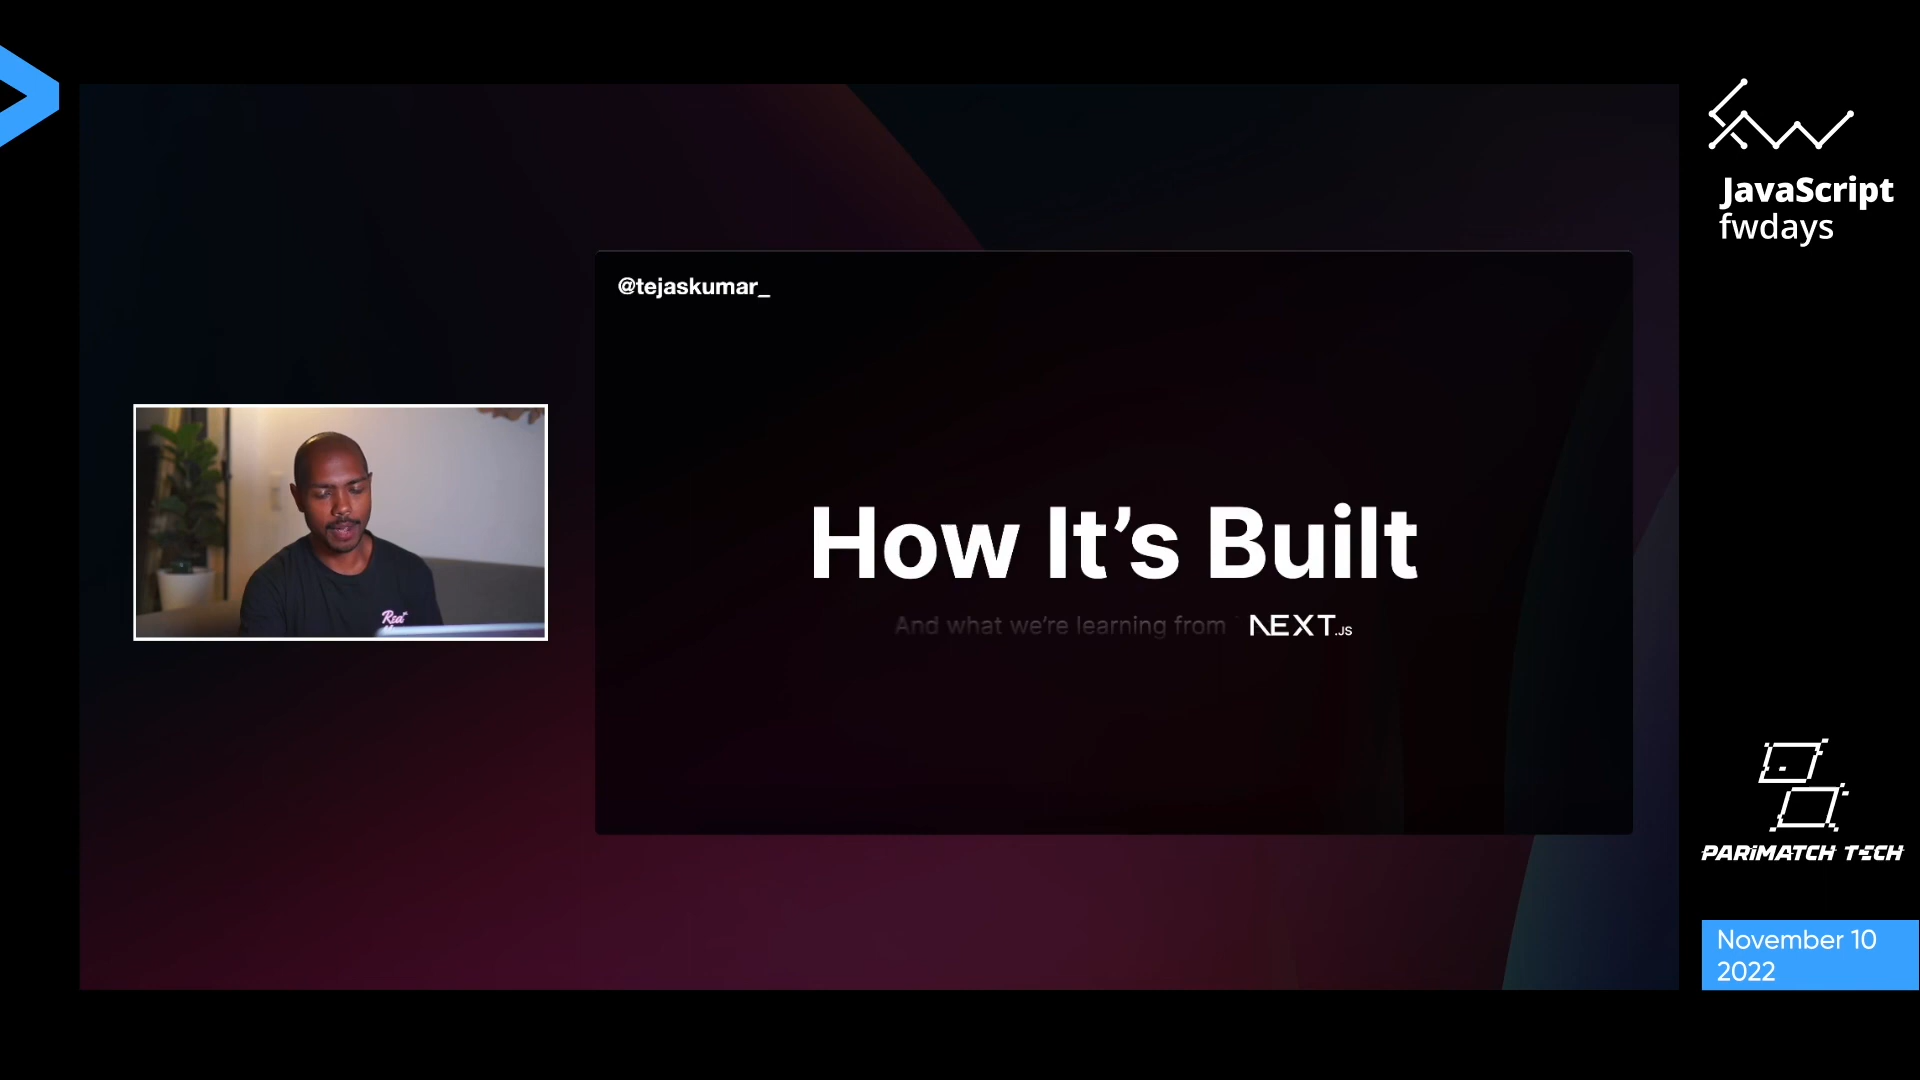 @tejaskumar_
How It’s Built
And what we’re learning from NEXT.JS
JavaScript
fwdays
PARIMATCH TECH
November 10
2022